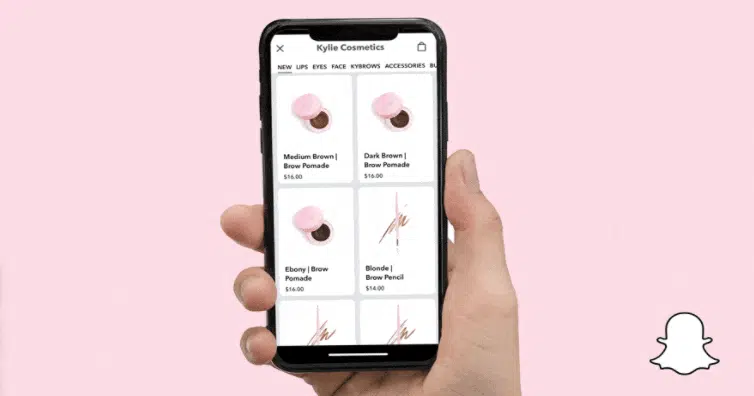 Kylie Cosmetics
NEW LIPS EYES FACE KYBROWS ACCESSORIES BU
Medium Brown |
Brow Pomade
$16.00
Dark Brown |
Brow Pomade
$16.00
Ebony | Brow
Pomade
$16.00
Blonde |
Brow Pencil
$14.00